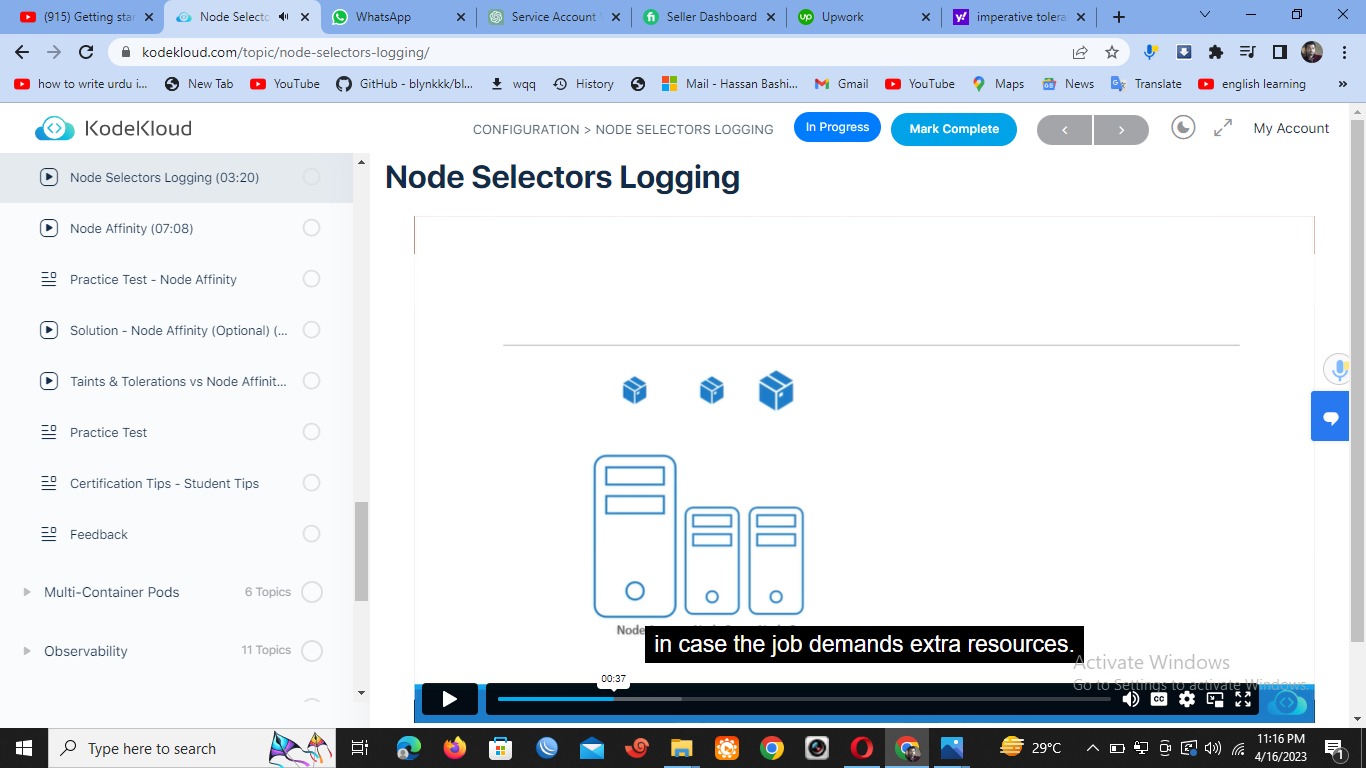 (915) Getting star
Node Selecto
WhatsApp
Service Account
Seller Dashboard
Upwork
imperative tolera
kodekloud.com/topic/node-selectors-logging/
how to write urdu i...
New Tab
YouTube
GitHub - blynkkk/bl...
wqq
History
Mail - Hassan Bashi...
Gmail
YouTube
Maps
News
Translate
english learning
»
KodeKloud
CONFIGURATION > NODE SELECTORS LOGGING
In Progress
Mark Complete
My Account
Node Selectors Logging (03:20)
Node Affinity (07:08)
Practice Test - Node Affinity
Solution - Node Affinity (Optional) (...
Taints & Tolerations vs Node Affinit...
Practice Test
Certification Tips - Student Tips
Feedback
Multi-Container Pods 6 Topics
Observability 11 Topics
Node Selectors Logging
Node
in case the job demands extra resources.
Activate Windows
Go to Settings to activate Windows.
00:37
CC
Type here to search
29°C
11:16 PM
4/16/2023
1